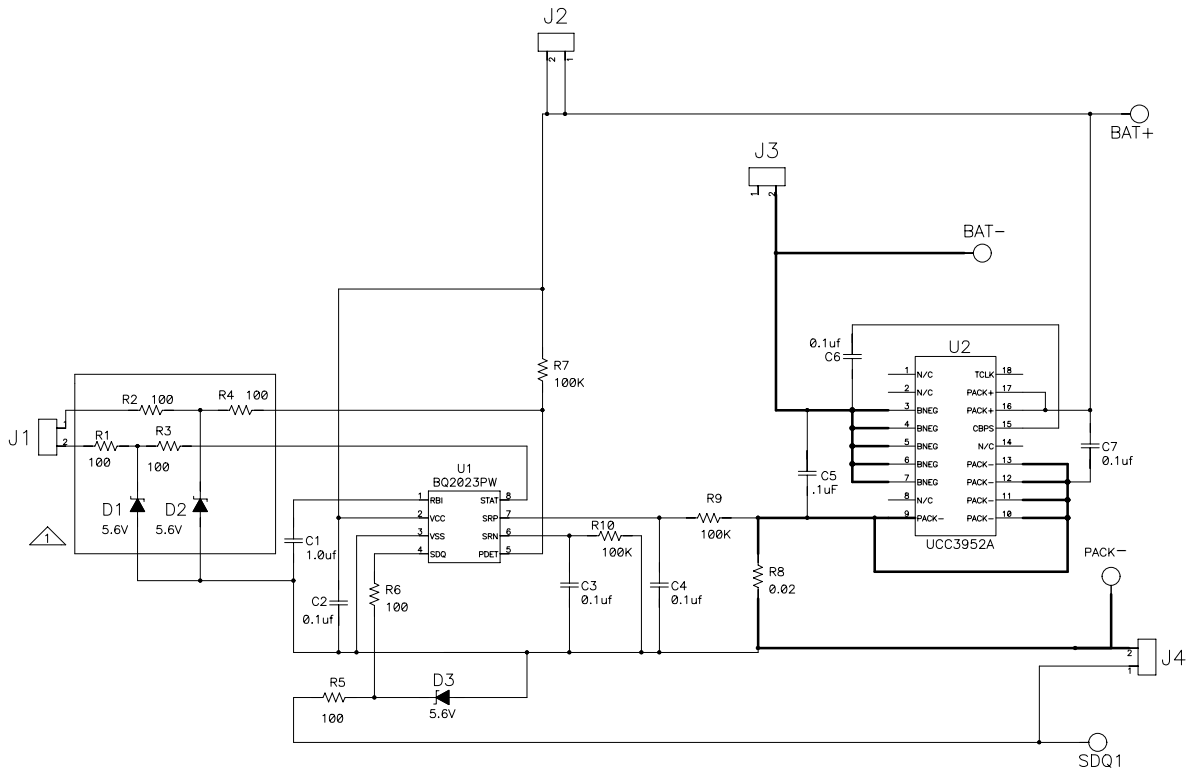 J2
2 1
BAT+
J3
1 2
BAT-
0.1uf
C6
U2
R7
100K
1 N/C TCLK 18
2 N/C PACK+ 17
3 BNEG PACK+ 16
4 BNEG CBPS 15
5 BNEG N/C 14
6 BNEG PACK- 13
7 BNEG PACK- 12
8 N/C PACK- 11
9 PACK- PACK- 10
UCC3952A
C7
0.1uf
C5
.1uF
R2 100 R4 100
J1
1
2
R1
100
R3
100
D1
5.6V
D2
5.6V
1
U1
BQ2023PW
1 RBI STAT 8
2 VCC SRP 7
3 VSS SRN 6
4 SDQ PDET 5
R9
100K
R10
100K
C1
1.0uf
C2
0.1uf
R6
100
C3
0.1uf
C4
0.1uf
R8
0.02
PACK-
2
1
J4
R5
100
D3
5.6V
SDQ1